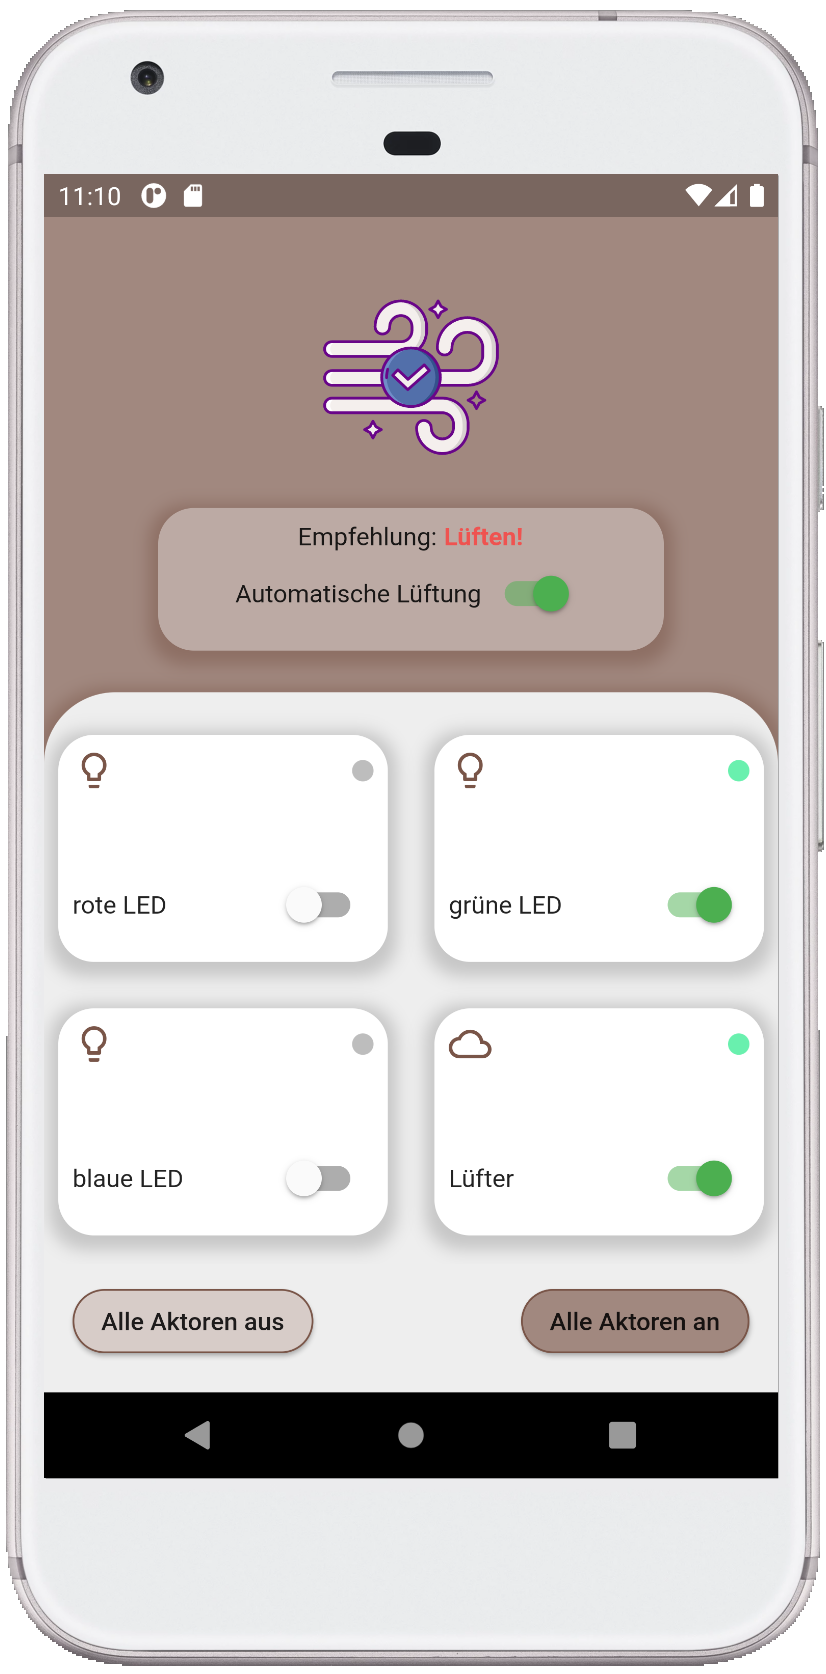 11:10
Empfehlung: Lüften!
Automatische Lüftung
rote LED
grüne LED
blaue LED
Lüfter
Alle Aktoren aus
Alle Aktoren an